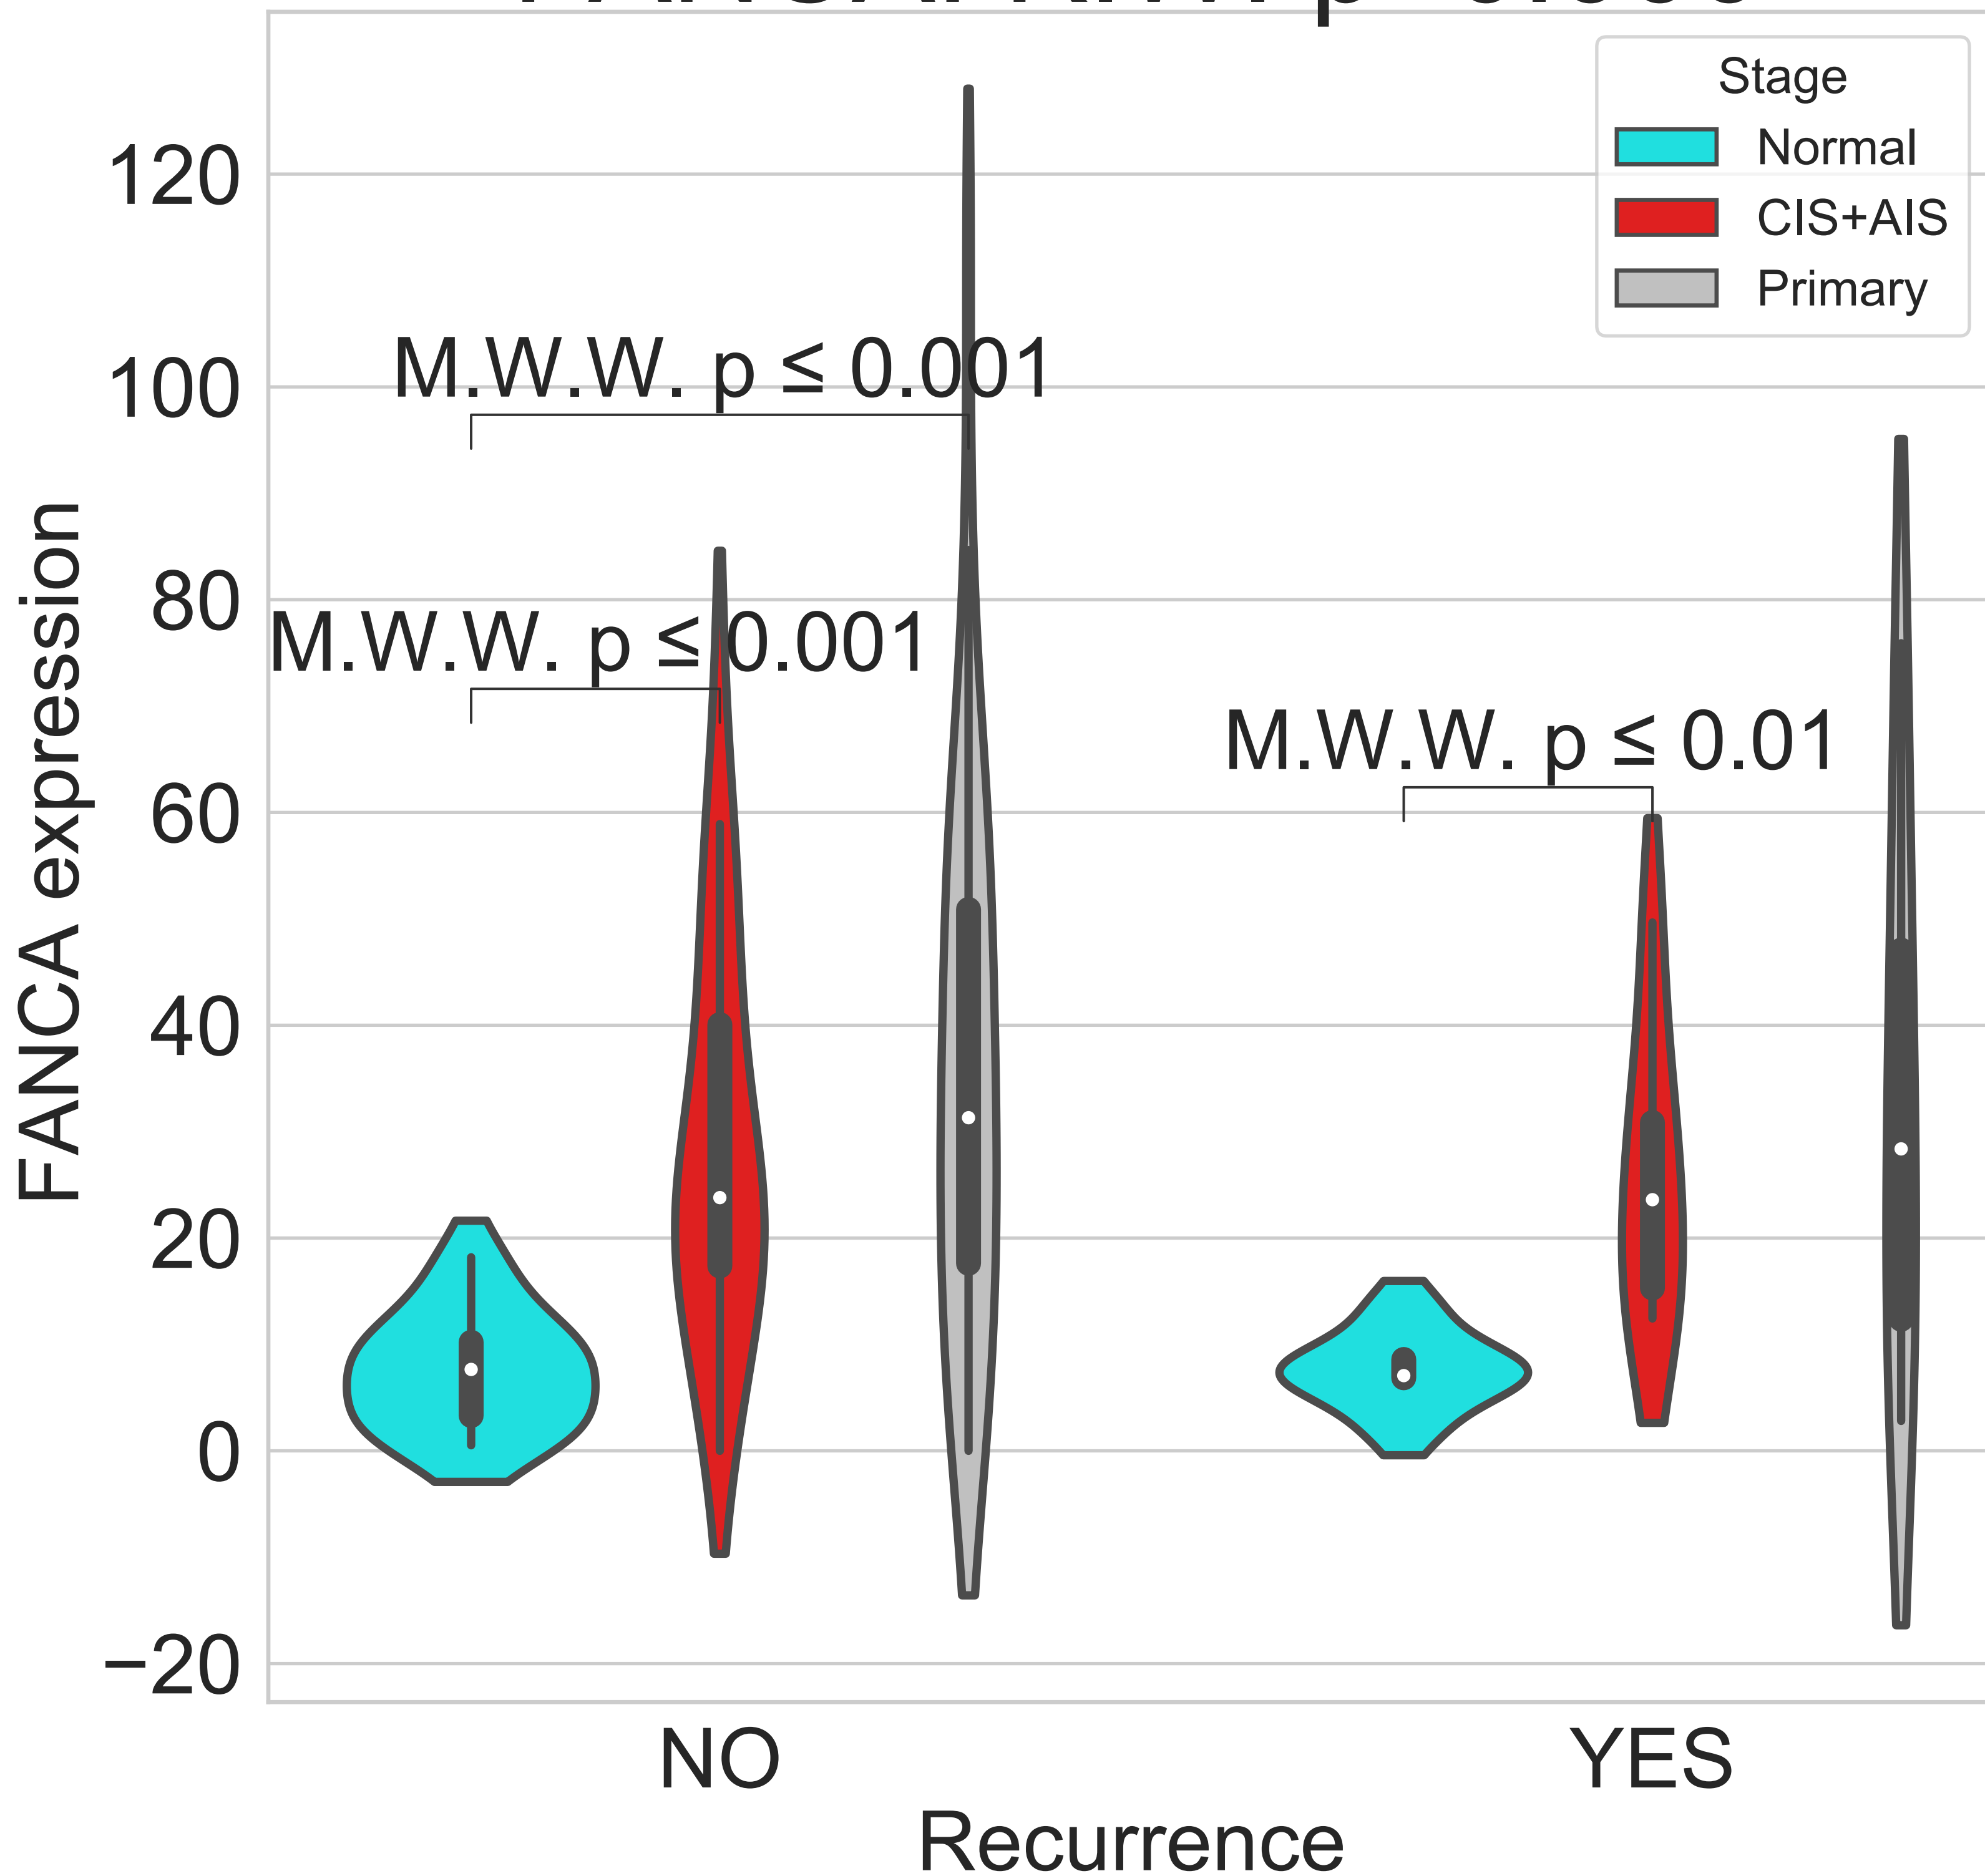 Stage
Normal
CIS+AIS
Primary
120
100
80
60
40
20
0
−20
FANCA expression
M.W.W. p ≤ 0.001
M.W.W. p ≤ 0.001
M.W.W. p ≤ 0.01
NO
YES
Recurrence